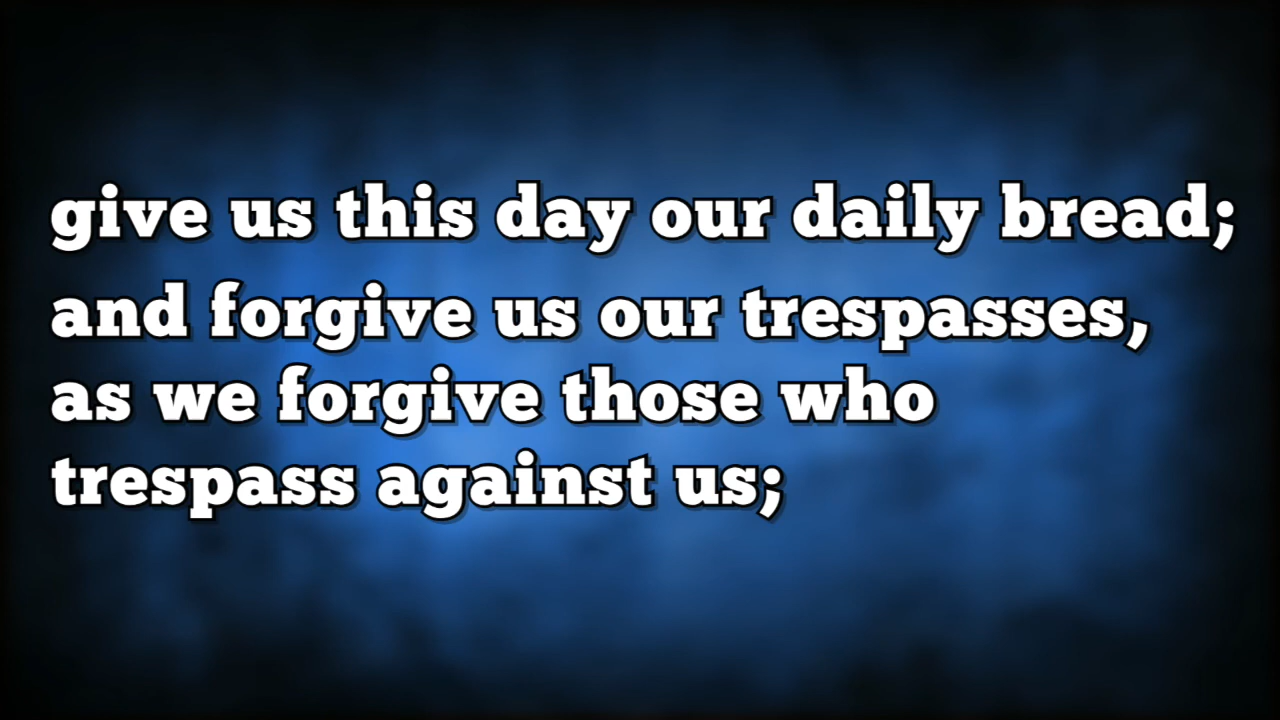 give us this day our daily bread;
and forgive us our trespasses,
as we forgive those who
trespass against us;